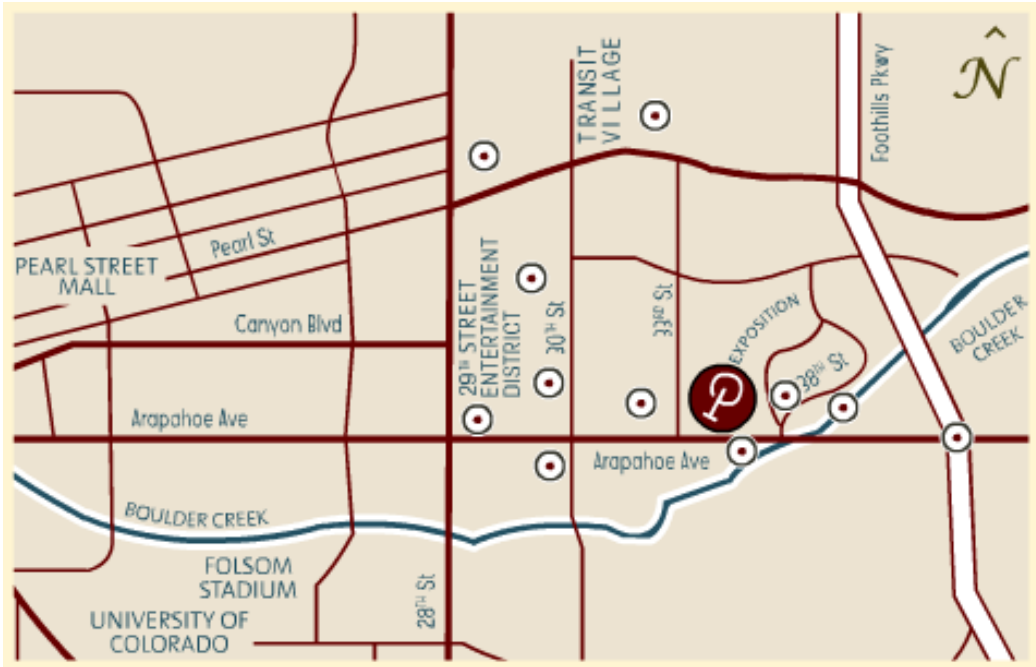 N
TRANSIT
VILLAGE
Foothills Pkwy
Pearl St
PEARL STREET
MALL
Canyon Blvd
29TH STREET
ENTERTAINMENT
DISTRICT
30TH St
33RD St
EXPOSITION
38TH St
BOULDER
CREEK
Arapahoe Ave
Arapahoe Ave
BOULDER CREEK
FOLSOM
STADIUM
28TH St
UNIVERSITY OF
COLORADO